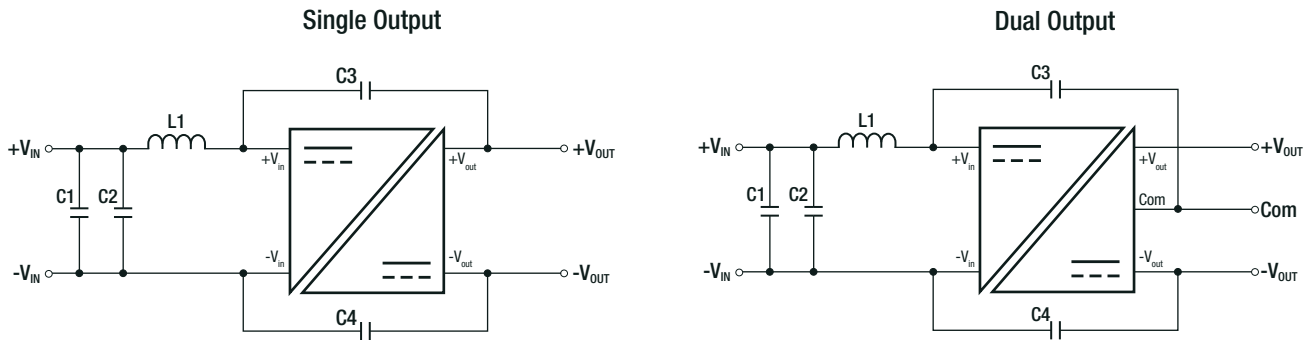 Single Output
C3
L1
+VIN
+Vin
+Vout
+VOUT
C1
C2
-VIN
-Vin
-Vout
-VOUT
C4
Dual Output
C3
L1
+VIN
+Vin
+Vout
+VOUT
C1
C2
Com
Com
-VIN
-Vin
-Vout
-VOUT
C4